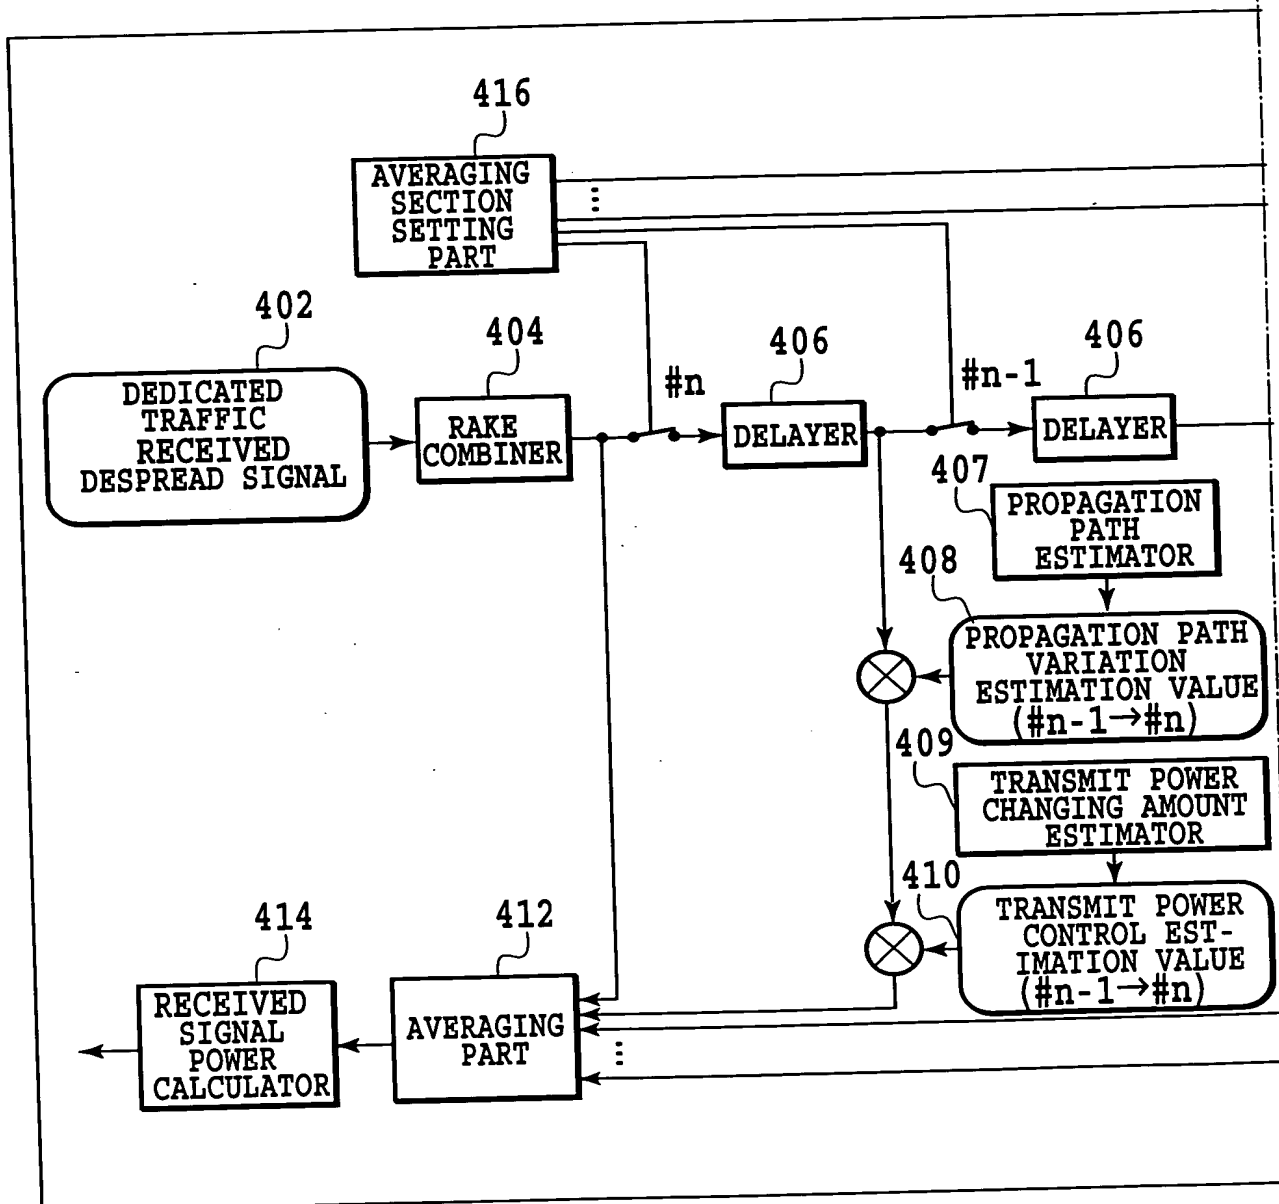 416
AVERAGING
SECTION
SETTING
PART
402
404
406
406
#n
#n-1
DEDICATED
TRAFFIC
RECEIVED
DESPREAD SIGNAL
RAKE
COMBINER
DELAYER
DELAYER
407
PROPAGATION
PATH
ESTIMATOR
408
PROPAGATION PATH
VARIATION
ESTIMATION VALUE
(#n-1→#n)
409
TRANSMIT POWER
CHANGING AMOUNT
ESTIMATOR
410
TRANSMIT POWER
CONTROL EST-
IMATION VALUE
(#n-1→#n)
414
412
RECEIVED
SIGNAL
POWER
CALCULATOR
AVERAGING
PART